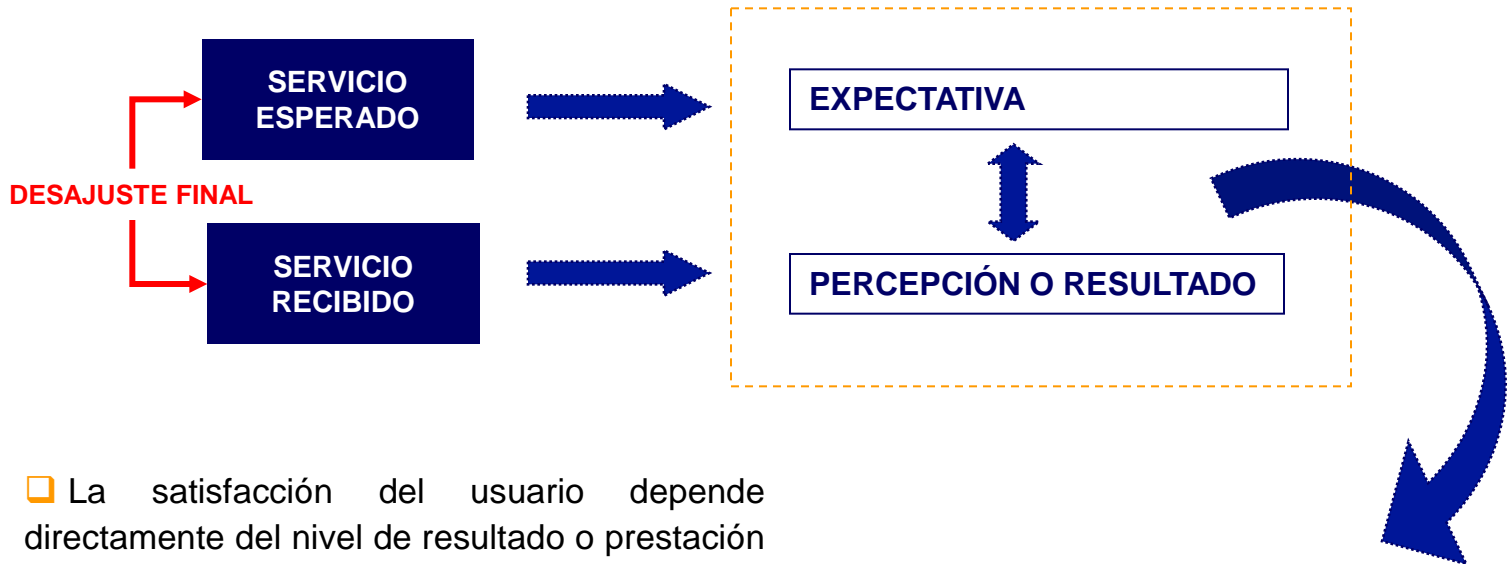 SERVICIO
ESPERADO
EXPECTATIVA
DESAJUSTE FINAL
SERVICIO
RECIBIDO
PERCEPCIÓN O RESULTADO
La satisfacción del usuario depende
directamente del nivel de resultado o prestación